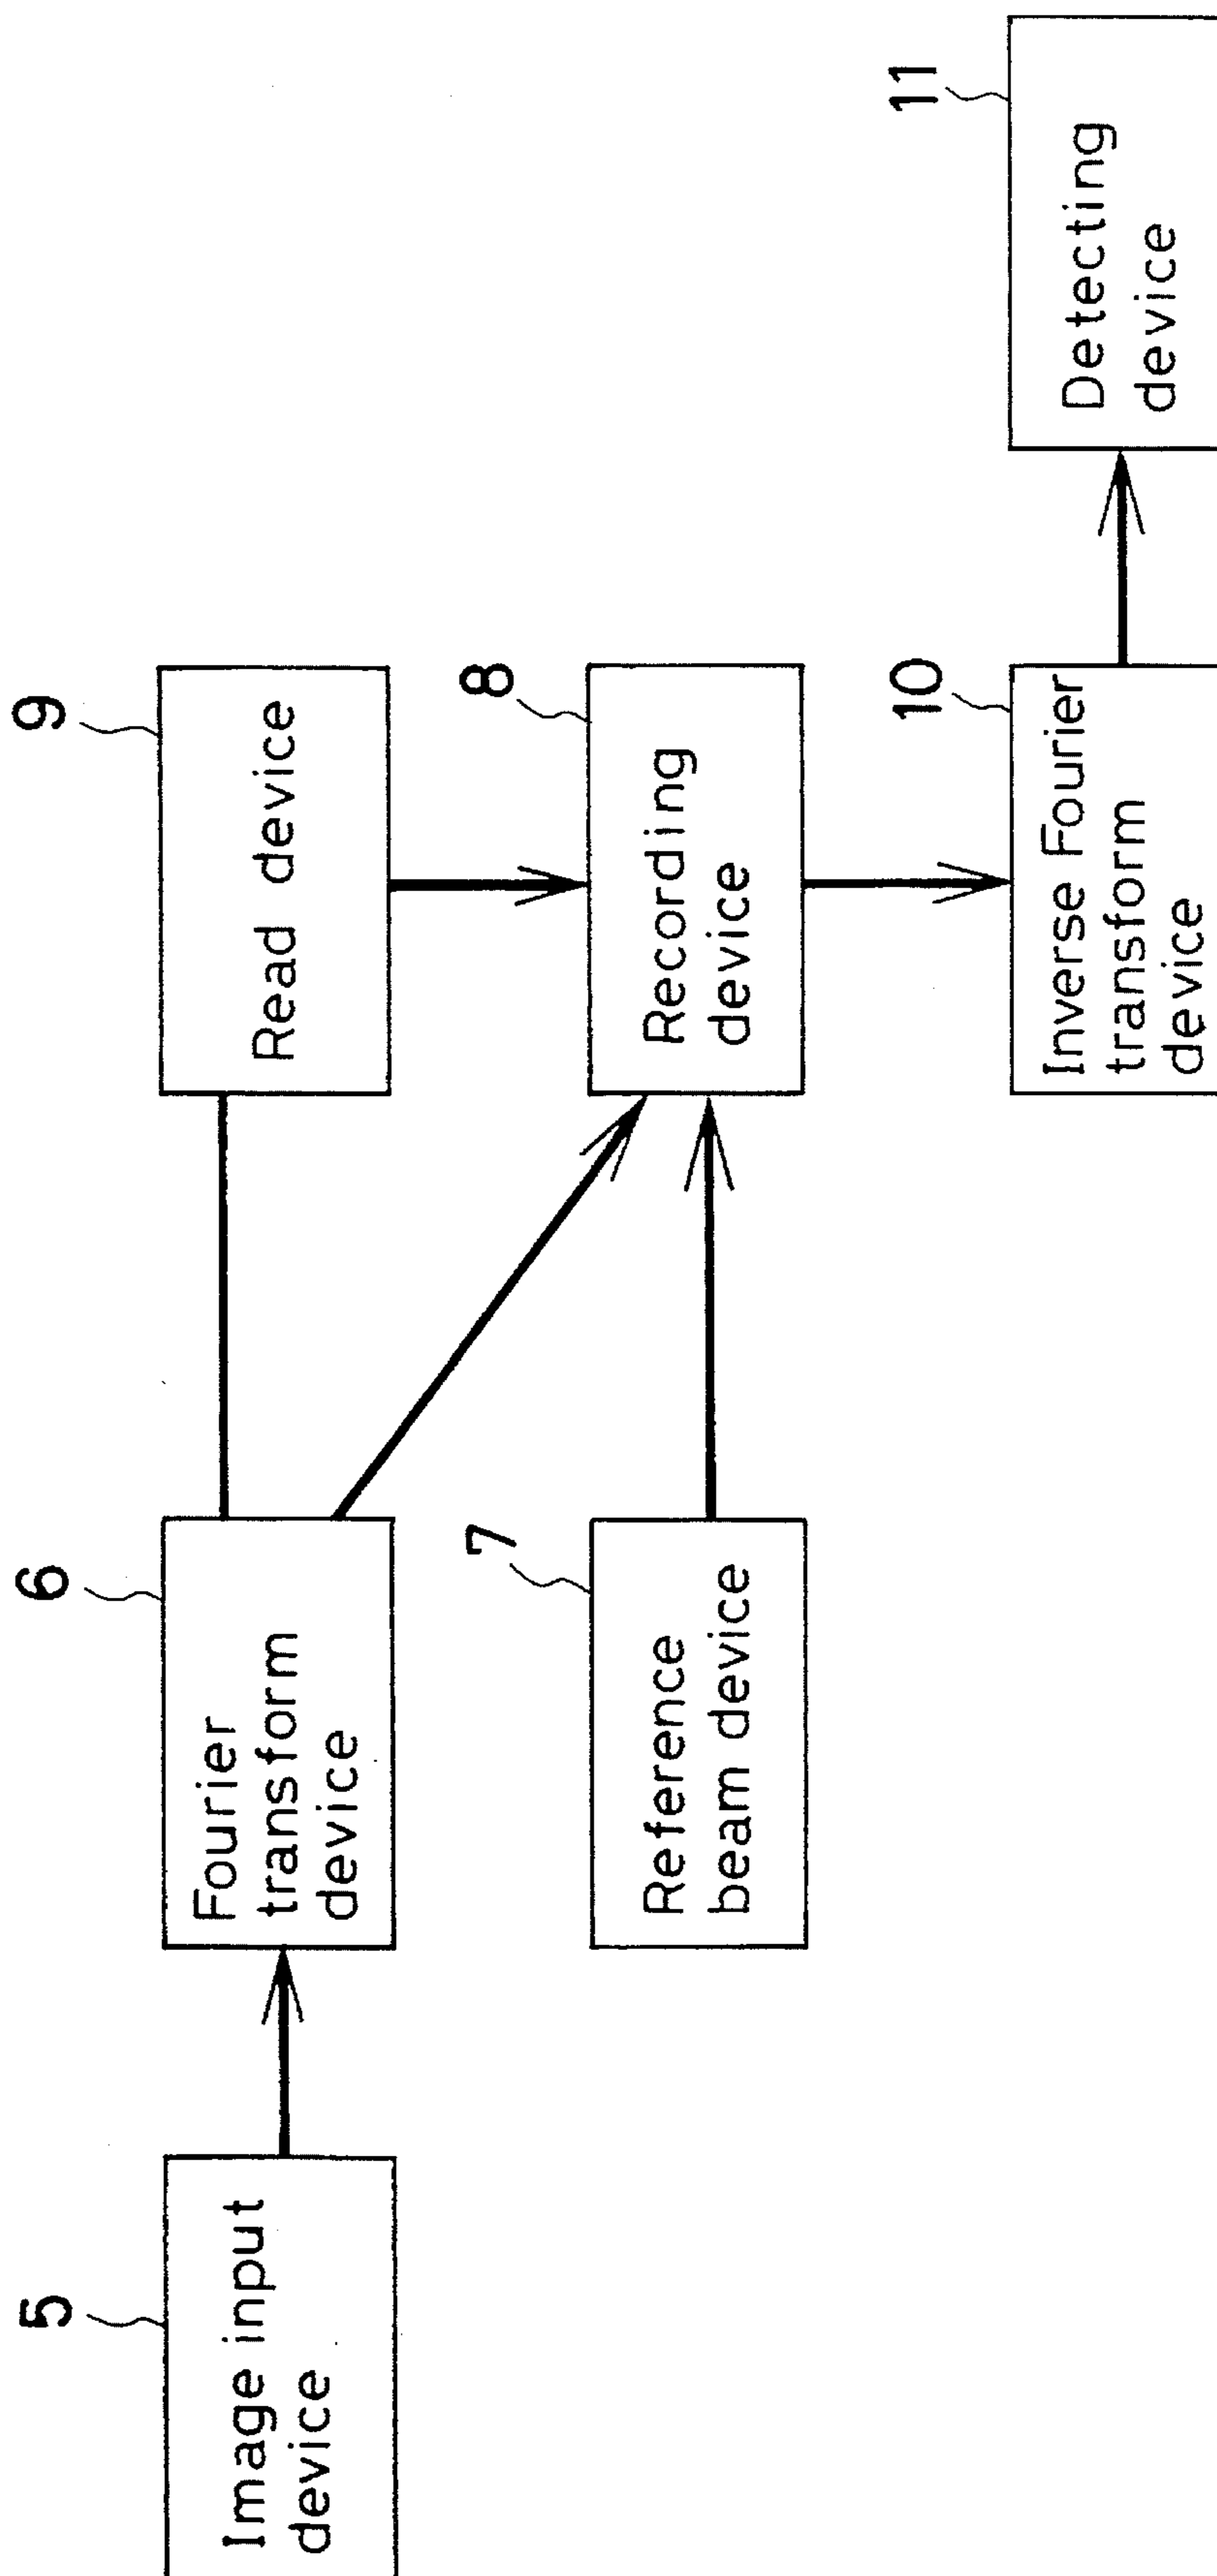 5
Image input
device
6
Fourier
transform
device
7
Reference
beam device
9
Read device
8
Recording
device
10
Inverse Fourier
transform
device
11
Detecting
device